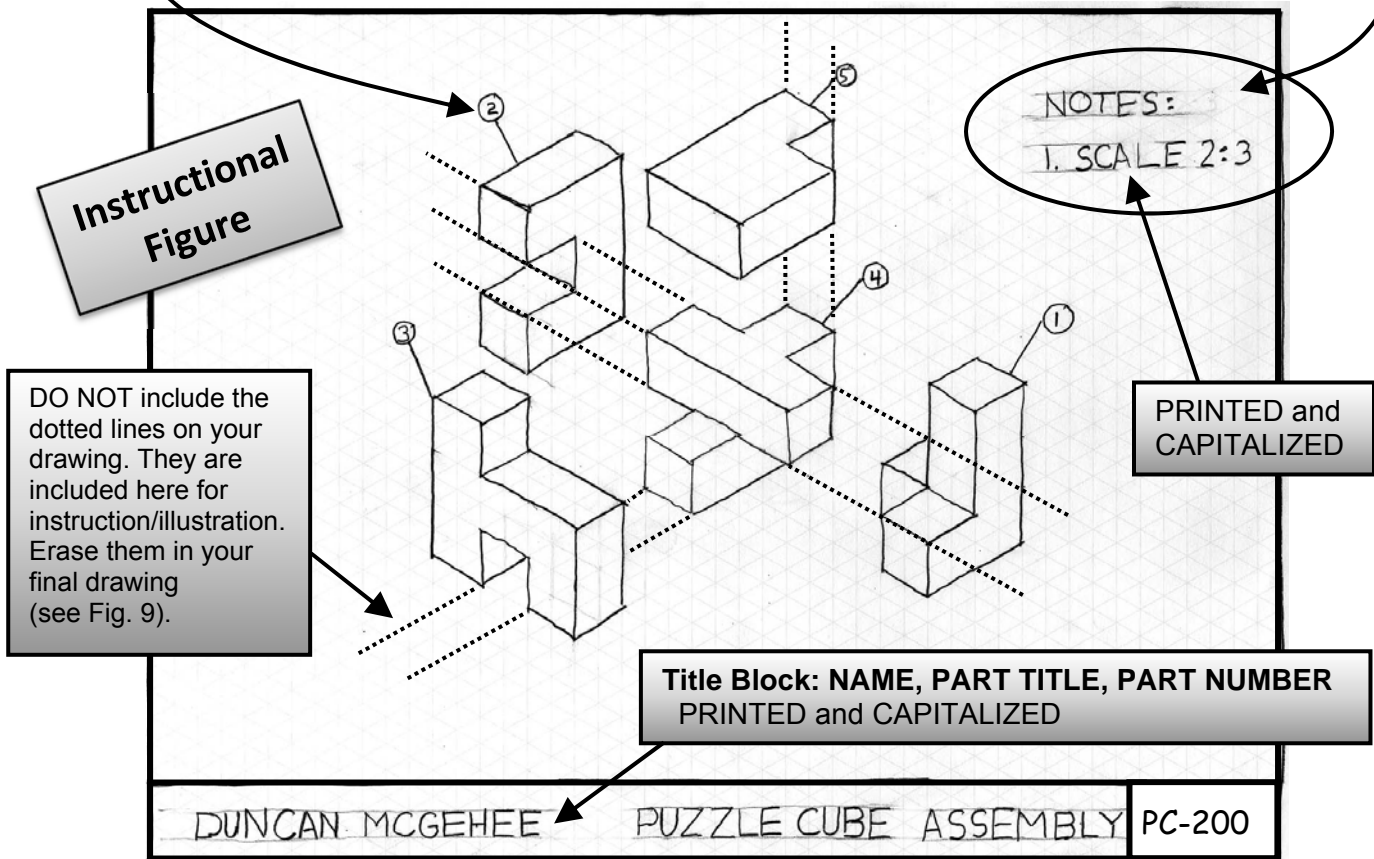 ⑤
②
NOTES:
1. SCALE 2:3
Instructional
Figure
④
①
③
DO NOT include the
dotted lines on your
drawing. They are
included here for
instruction/illustration.
Erase them in your
final drawing
(see Fig. 9).
PRINTED and
CAPITALIZED
Title Block: NAME, PART TITLE, PART NUMBER
PRINTED and CAPITALIZED
DUNCAN MCGEHEE PUZZLE CUBE ASSEMBLY PC-200